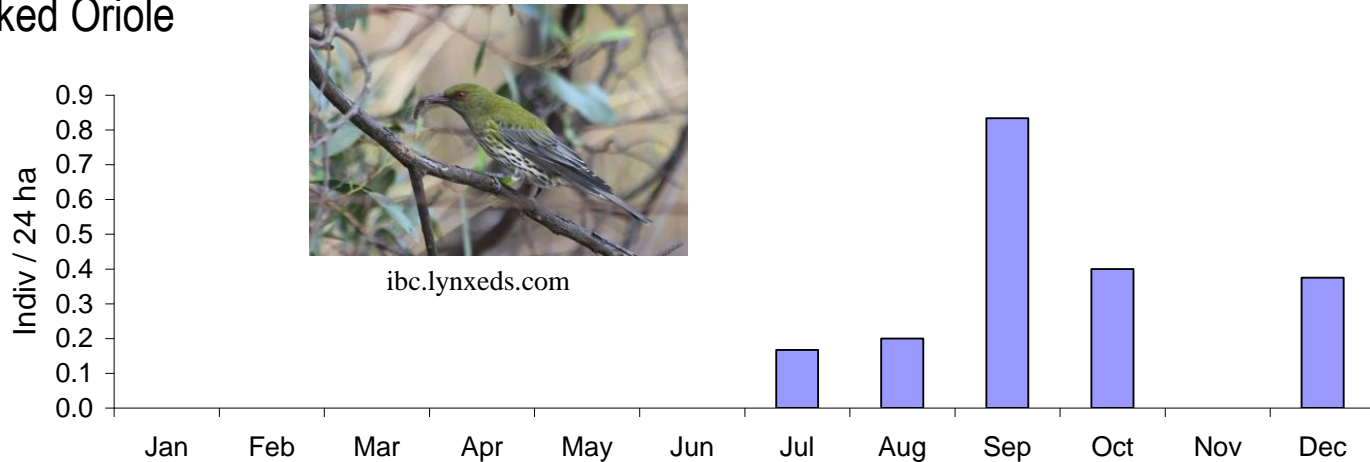 ked Oriole
0.9
0.8
0.7
0.6
0.5
0.4
0.3
0.2
0.1
0.0
Indiv / 24 ha
ibc.lynxeds.com
Jan Feb Mar Apr May Jun Jul Aug Sep Oct Nov Dec